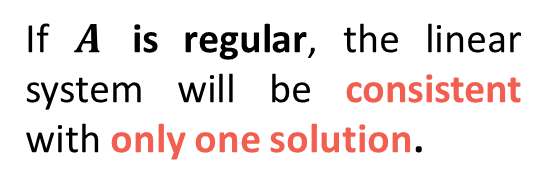 If A is regular, the linear
system will be consistent
with only one solution.